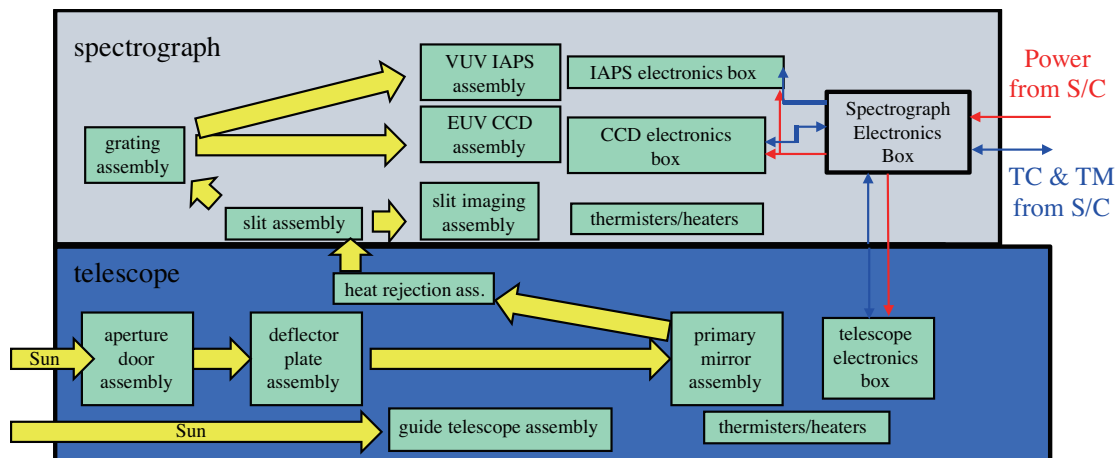 spectrograph
VUV IAPS
assembly
IAPS electronics box
Power
from S/C
EUV CCD
assembly
CCD electronics
box
Spectrograph
Electronics
Box
grating
assembly
TC & TM
from S/C
slit assembly
slit imaging
assembly
thermisters/heaters
telescope
heat rejection ass.
Sun
aperture
door
assembly
deflector
plate
assembly
primary
mirror
assembly
telescope
electronics
box
Sun
guide telescope assembly
thermisters/heaters